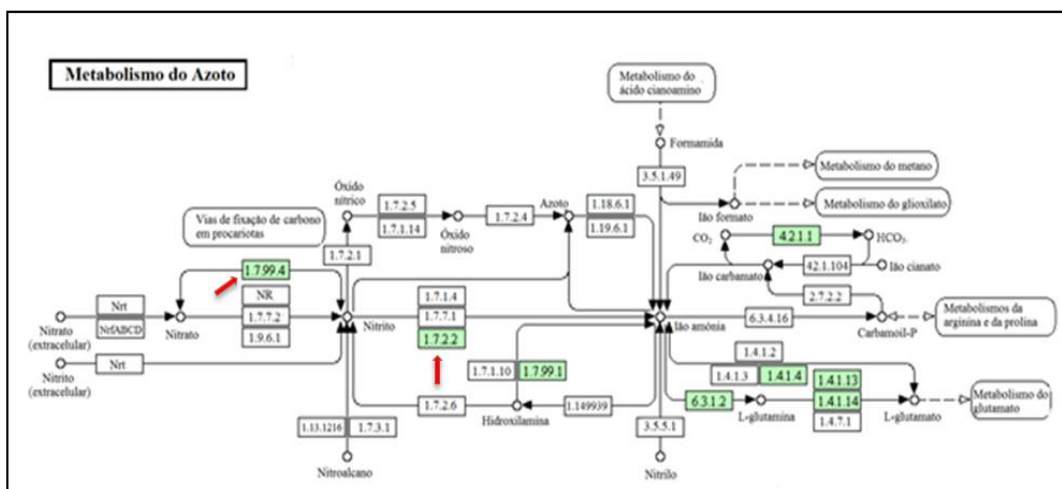 Metabolismo do Azoto
Metabolismo do
ácido cianoamino
Formamida
3.5.1.49
Metabolismo do metano
Metabolismo do glioxilato
Ião formato
Óxido
nítrico
1.7.2.5
1.7.1.14
Óxido
nitroso
1.7.2.4
Azoto
1.18.6.1
1.19.6.1
Vias de fixação de carbono
em procariotas
1.7.2.1
CO2
4.2.1.1
HCO3-
Ião carbamato
42.1.104
Ião cianato
1.7.99.4
2.7.2.2
Nrt
NrfABCD
Nitrato
(extracelular)
Nitrato
NR
1.7.7.2
1.9.6.1
Nitrito
1.7.1.4
1.7.7.1
1.7.2.2
Ião amónia
6.3.4.16
Carbamoil-P
Metabolismos da
arginina e da prolina
Nrt
Nitrito
(extracelular)
1.7.1.10
1.7.99.1
1.4.1.2
1.4.1.3
1.4.1.4
1.4.1.13
1.4.1.14
1.4.7.1
1.7.2.6
Hidroxilamina
1.149939
6.3.1.2
L-glutamina
L-glutamato
Metabolismo do
glutamato
1.13.1216
1.7.3.1
3.5.5.1
Nitroalcano
Nitrilo